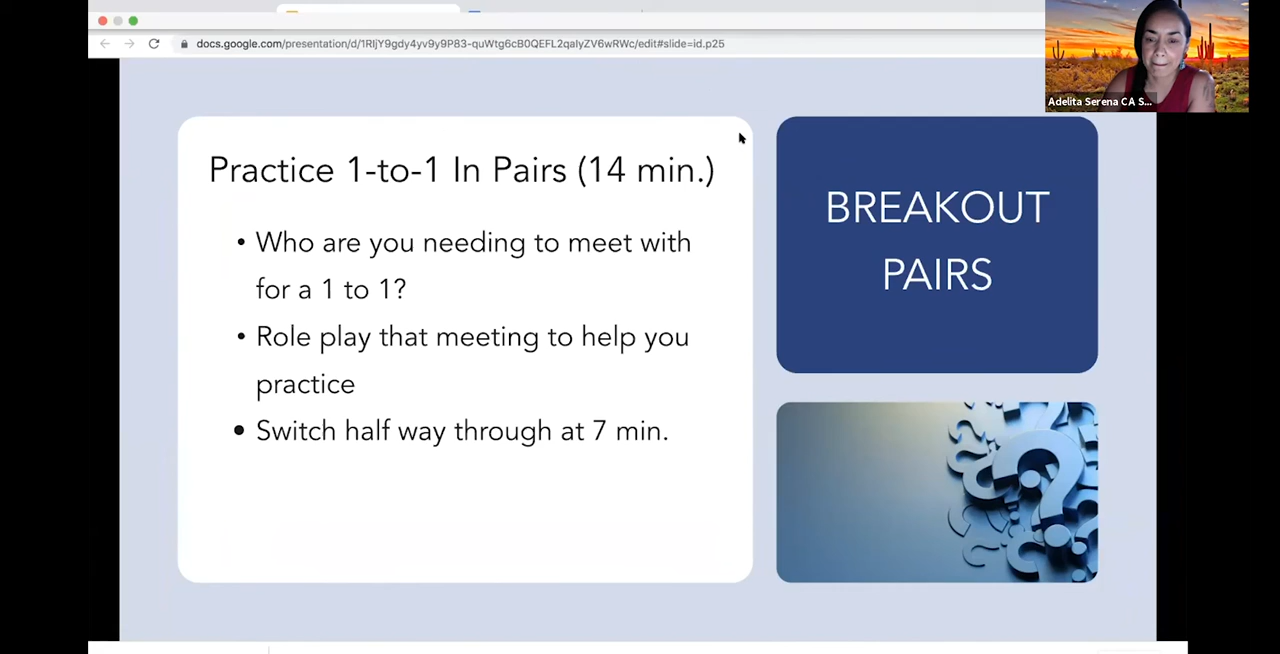 docs.google.com/presentation/d/1RIjY9gdy4yv9y9P83-quWtg6cB0QEFL2qaIyZV6wRWc/edit#slide=id.p25
Adelita Serena CA S...
Practice 1-to-1 In Pairs (14 min.)
• Who are you needing to meet with
for a 1 to 1?
• Role play that meeting to help you
practice
• Switch half way through at 7 min.
BREAKOUT
PAIRS